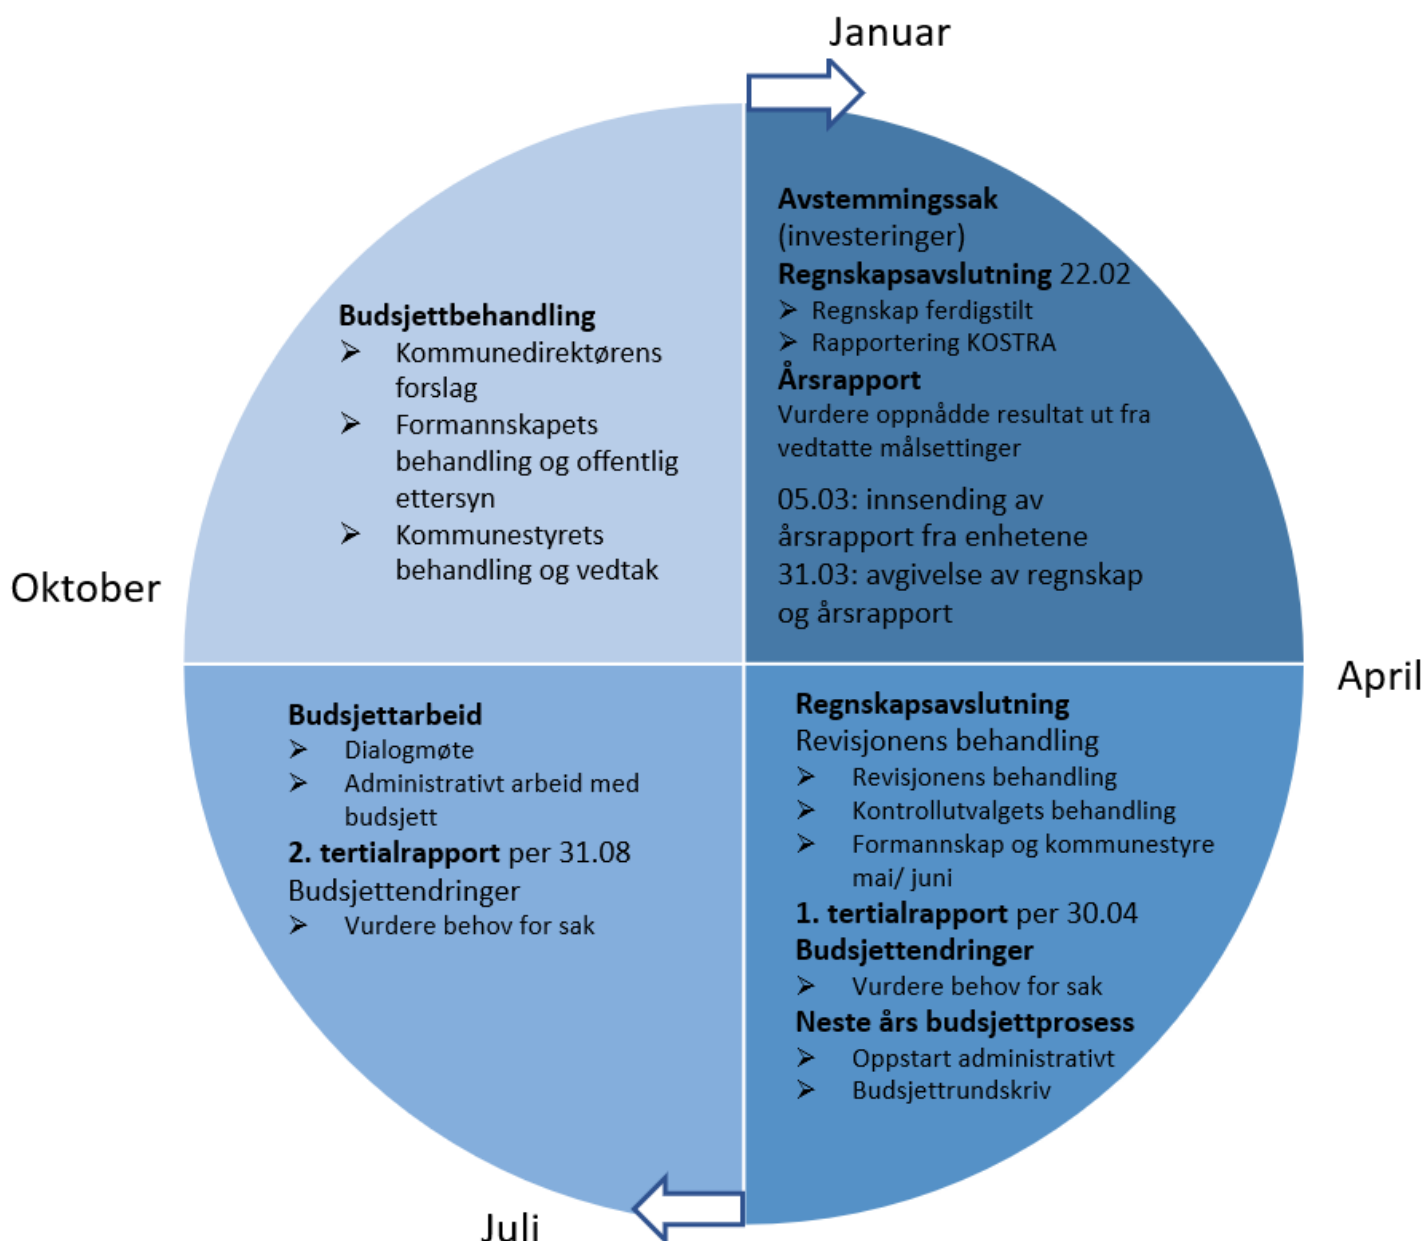 Januar
Avstemmingssak
(investeringer)
Regnskapsavslutning 22.02
➢ Regnskap ferdigstilt
➢ Rapportering KOSTRA
Årsrapport
Vurdere oppnådde resultat ut fra
vedtatte målsettinger
05.03: innsending av
årsrapport fra enhetene
31.03: avgivelse av regnskap
og årsrapport
April
Regnskapsavslutning
Revisjonens behandling
➢ Revisjonens behandling
➢ Kontrollutvalgets behandling
➢ Formannskap og kommunestyre
mai/ juni
1. tertialrapport per 30.04
Budsjettendringer
➢ Vurdere behov for sak
Neste års budsjettprosess
➢ Oppstart administrativt
➢ Budsjettrundskriv
Juli
Budsjettarbeid
➢ Dialogmøte
➢ Administrativt arbeid med
budsjett
2. tertialrapport per 31.08
Budsjettendringer
➢ Vurdere behov for sak
Oktober
Budsjettbehandling
➢ Kommunedirektørens
forslag
➢ Formannskapets
behandling og offentlig
ettersyn
➢ Kommunestyrets
behandling og vedtak